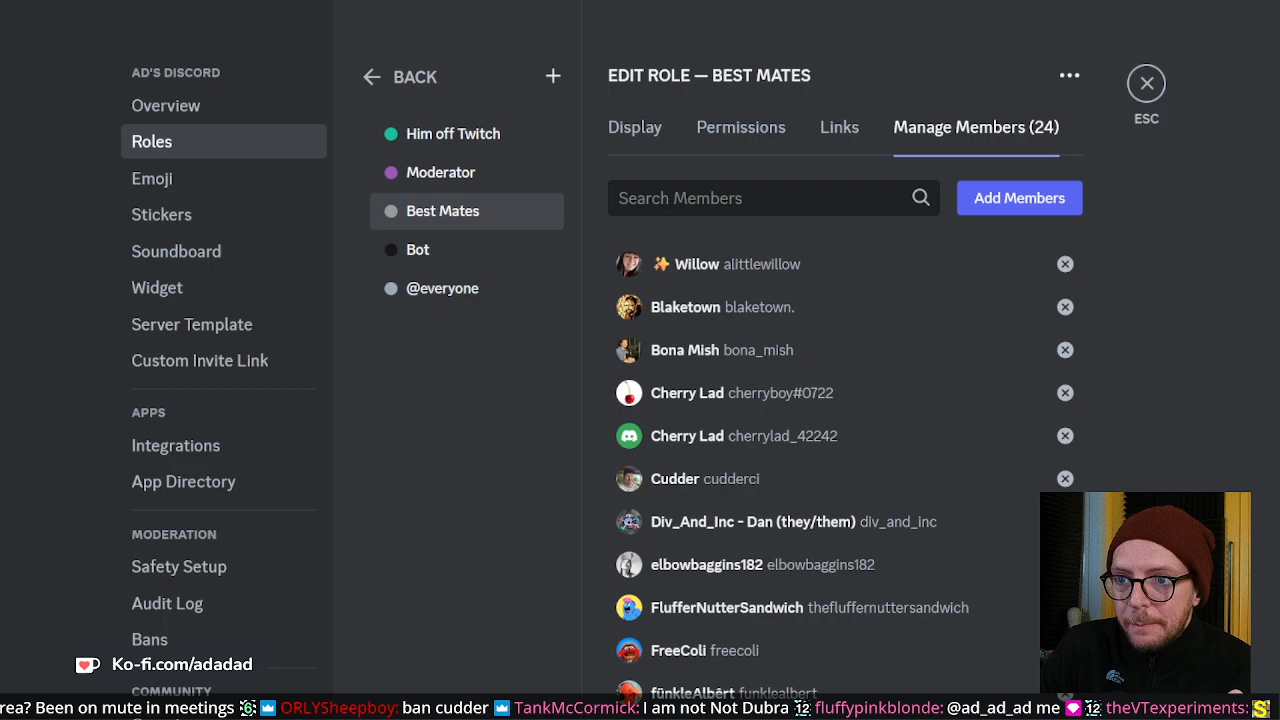 AD'S DISCORD
Overview
Roles
Emoji
Stickers
Soundboard
Widget
Server Template
Custom Invite Link
APPS
Integrations
App Directory
MODERATION
Safety Setup
Audit Log
Bans
Ko-fi.com/adadad
COMMUNITY
BACK
Him off Twitch
Moderator
Best Mates
Bot
@everyone
EDIT ROLE — BEST MATES
ESC
Display Permissions Links Manage Members (24)
Search Members
Add Members
✨ Willow alittlewillow
Blaketown blaketown.
Bona Mish bona_mish
Cherry Lad cherryboy#0722
Cherry Lad cherrylad_42242
Cudder cudderci
Div_And_Inc - Dan (they/them) div_and_inc
elbowbaggins182 elbowbaggins182
FlufferNutterSandwich thefluffernuttersandwich
FreeColi freecoli
fünkleAlbërt funklealbert
rea? Been on mute in meetings 6 ORLYSheepboy: ban cudder TankMcCormick: I am not Not Dubra 12 fluffypinkblonde: @ad_ad_ad me 12 theVTexperiments: S